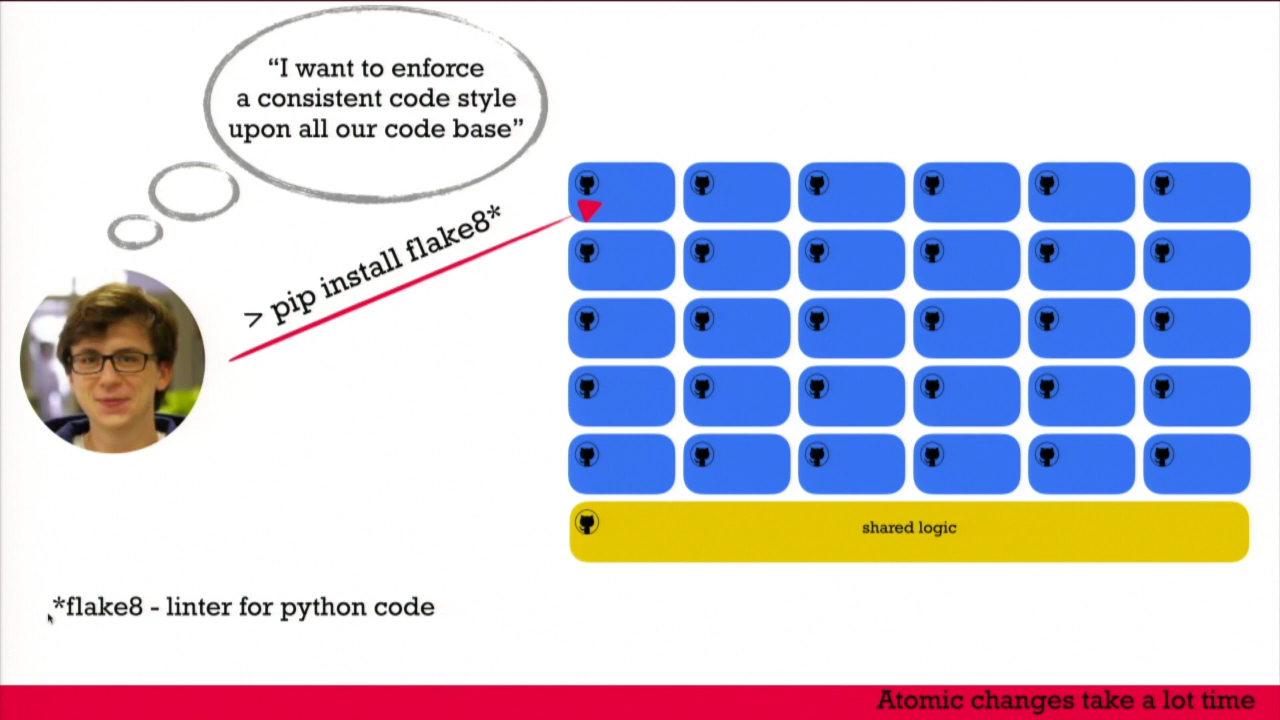 “I want to enforce
a consistent code style
upon all our code base”
> pip install flake8*
shared logic
*flake8 - linter for python code
Atomic changes take a lot time